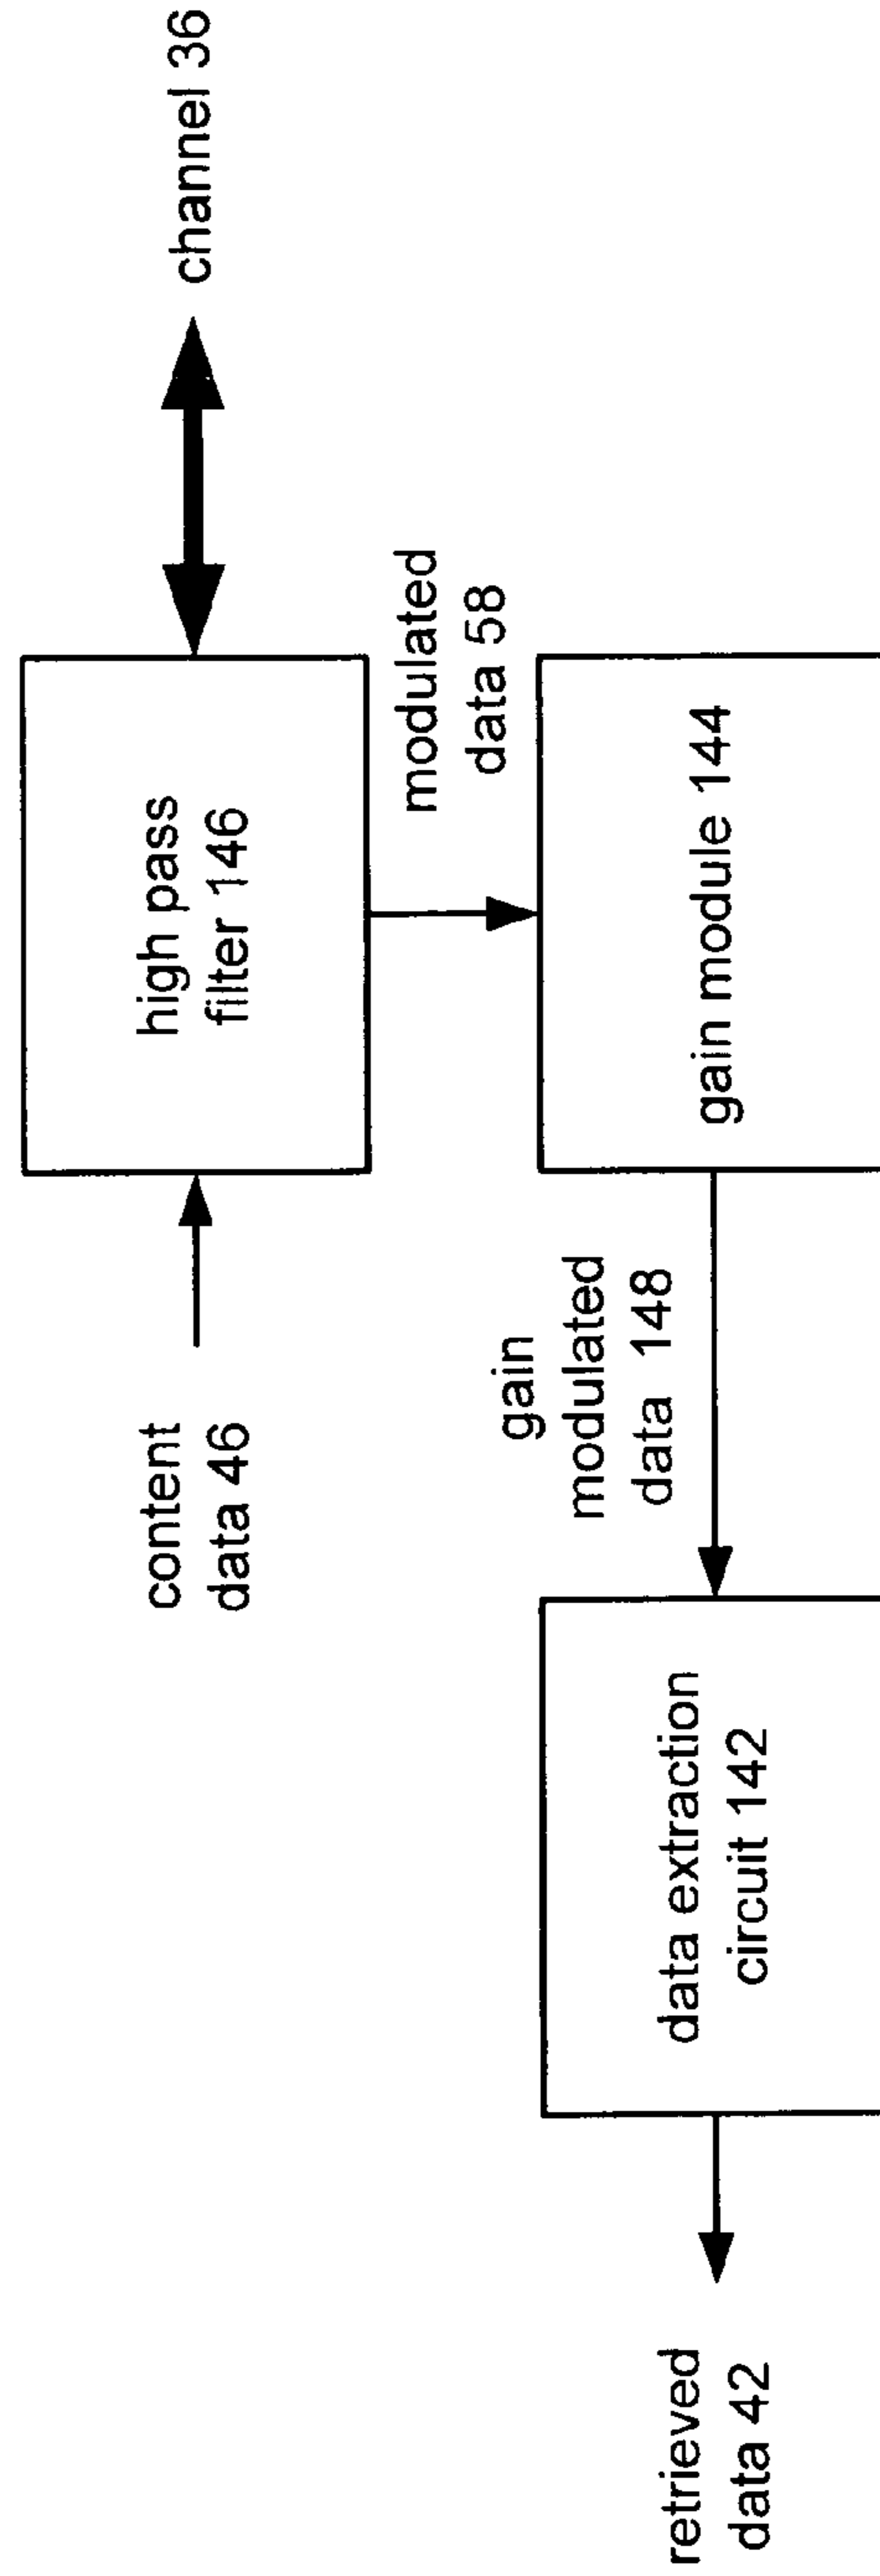 content
data 46
high pass
filter 146
channel 36
modulated
data 58
gain module 144
gain
modulated
data 148
data extraction
circuit 142
retrieved
data 42